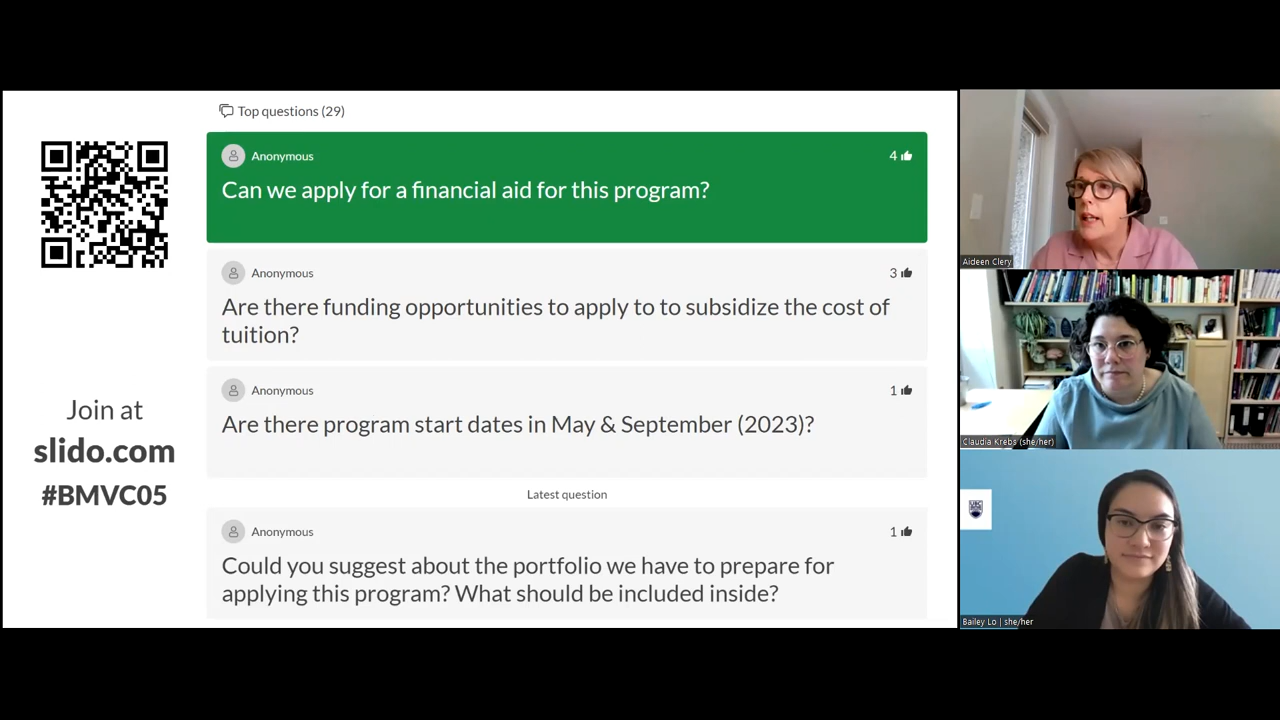 Top questions (29)
Anonymous
4
Can we apply for a financial aid for this program?
Anonymous
3
Are there funding opportunities to apply to to subsidize the cost of
tuition?
Anonymous
1
Are there program start dates in May & September (2023)?
Latest question
Anonymous
1
Could you suggest about the portfolio we have to prepare for
applying this program? What should be included inside?
Join at
slido.com
#BMVC05
Aideen Clery
Claudia Krebs (she/her)
UBC
Bailey Lo | she/her